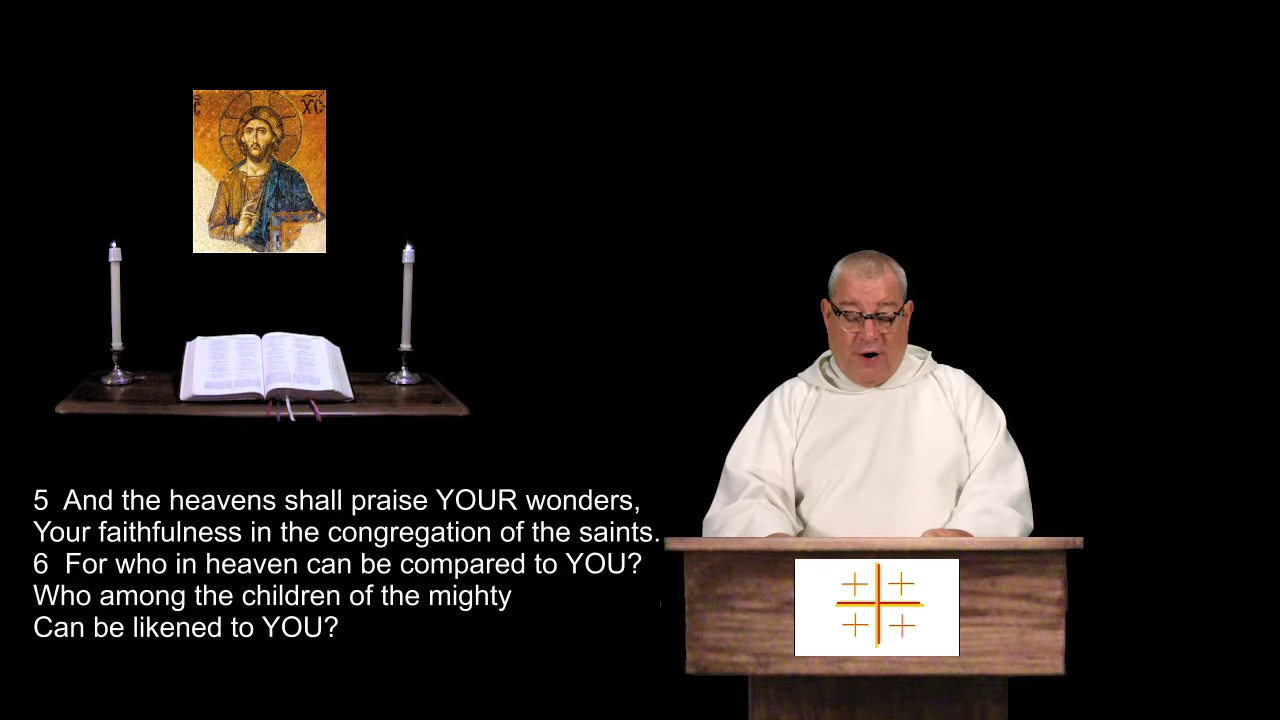 XC
5 And the heavens shall praise YOUR wonders,
Your faithfulness in the congregation of the saints.
6 For who in heaven can be compared to YOU?
Who among the children of the mighty
Can be likened to YOU?